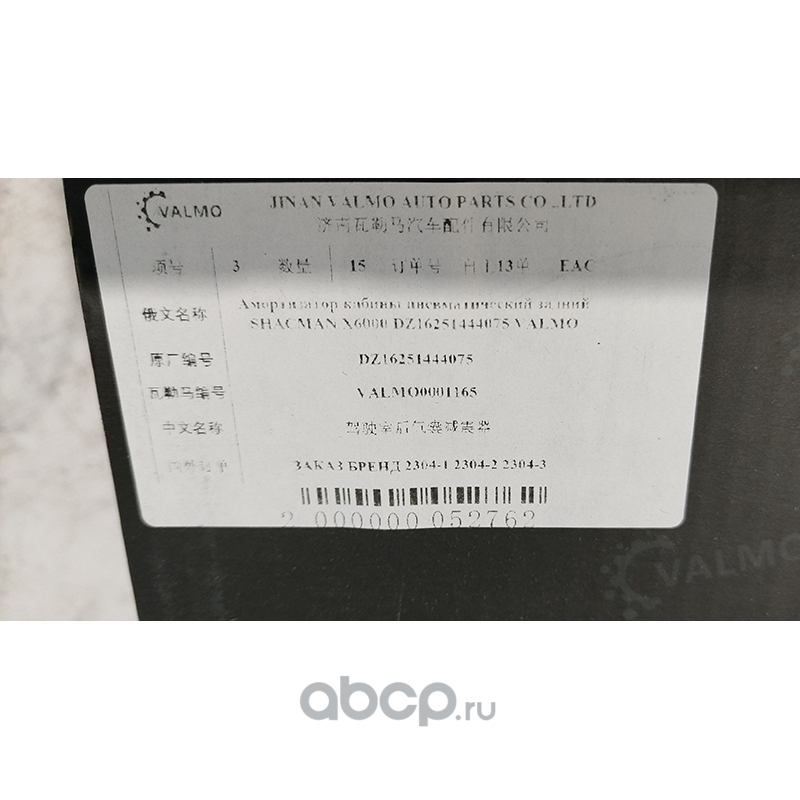 VALMO
JINAN VALMO AUTO PARTS CO.,LTD
济南瓦勒马汽车配件有限公司
项号 3 数量 15 订单号 13单 EAC
俄文名称 Амортизатор кабины пневматический задний
SHACMAN X6000 DZ16251444075 VALMO
原厂编号 DZ16251444075
瓦勒马编号 VALMO0001165
中文名称 驾驶室后气囊减震器
ЗАКАЗ БРЕНД 2304-1 2304-2 2304-3
2 000000 052762
VALMO
abcp.ru